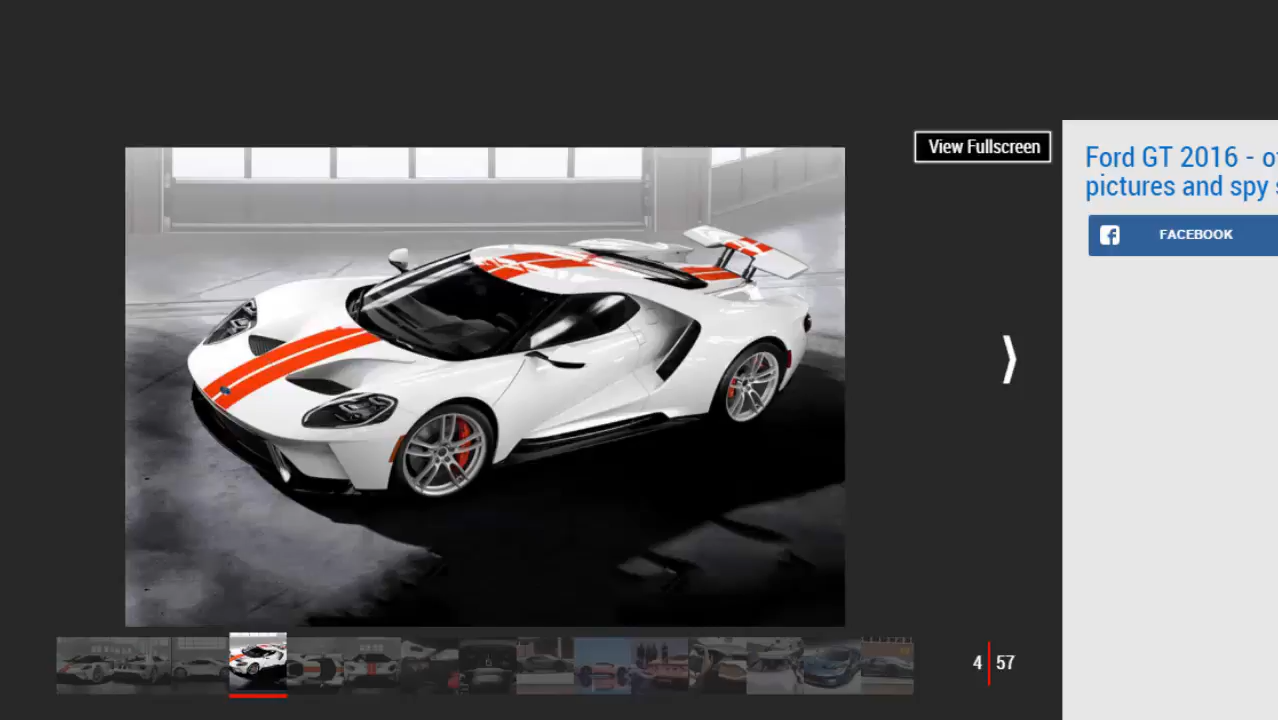 View Fullscreen
Ford GT 2016 - o
pictures and spy
FACEBOOK
4 57